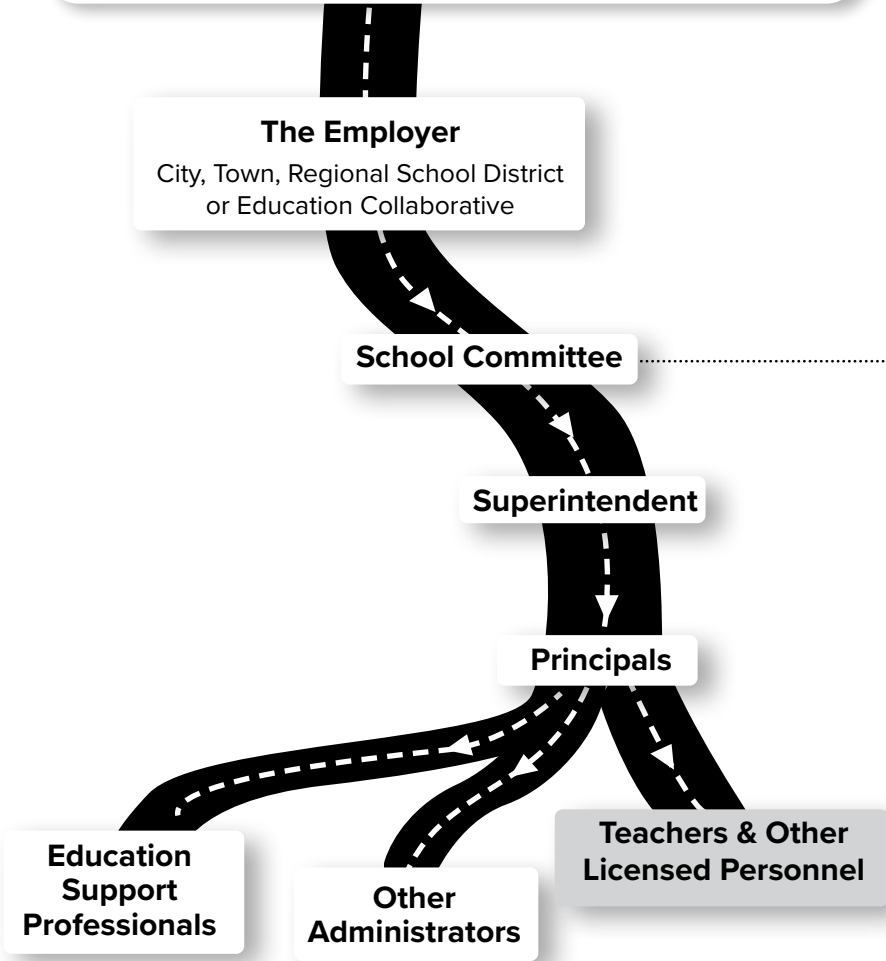 The Employer
City, Town, Regional School District
or Education Collaborative
School Committee
Superintendent
Principals
Education
Support
Professionals
Other
Administrators
Teachers & Other
Licensed Personnel